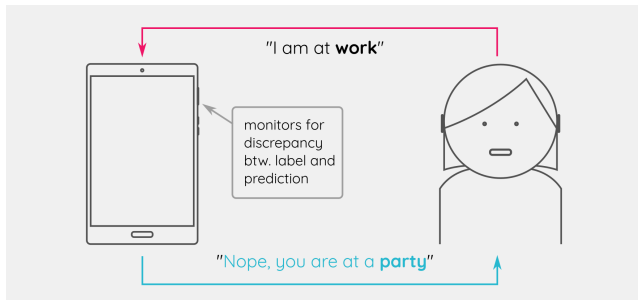 "I am at work"
monitors for
discrepancy
btw. label and
prediction
"Nope, you are at a party"